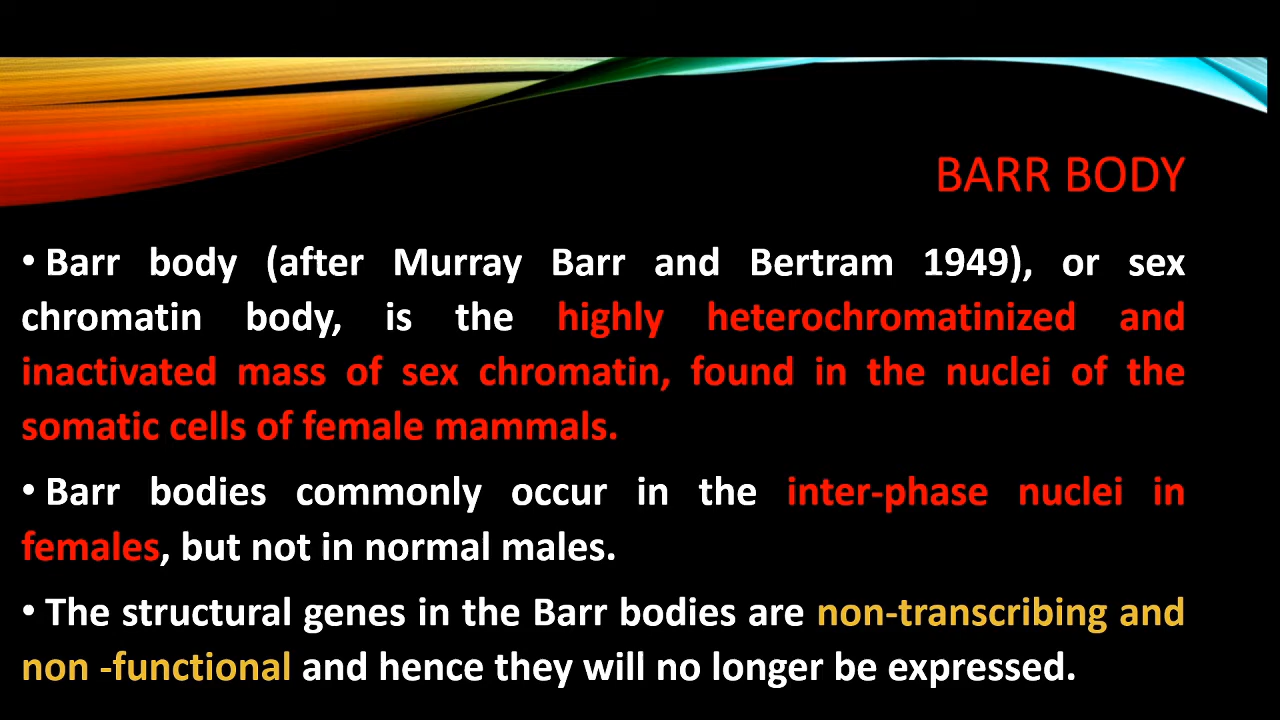 BARR BODY
• Barr body (after Murray Barr and Bertram 1949), or sex
chromatin body, is the highly heterochromatinized and
inactivated mass of sex chromatin, found in the nuclei of the
somatic cells of female mammals.
• Barr bodies commonly occur in the inter-phase nuclei in
females, but not in normal males.
• The structural genes in the Barr bodies are non-transcribing and
non -functional and hence they will no longer be expressed.